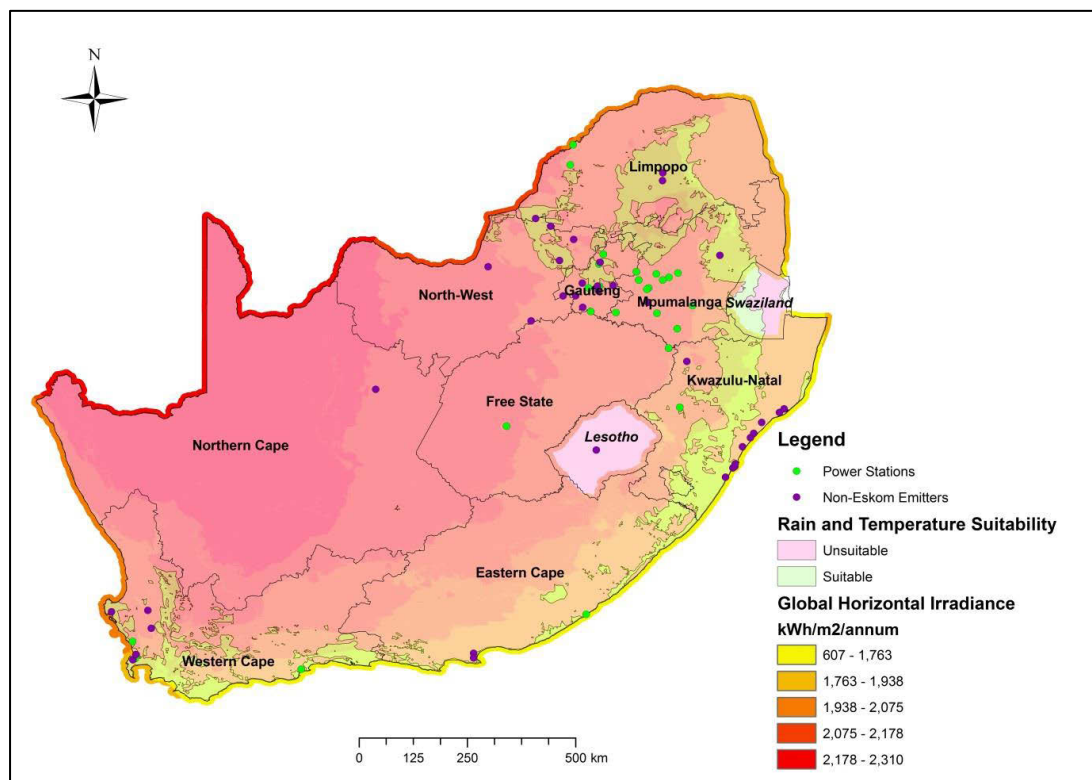 N
Limpopo
North-West
Gauteng
Mpumalanga
Swaziland
Kwazulu-Natal
Free State
Lesotho
Northern Cape
Eastern Cape
Western Cape
Legend
Power Stations
Non-Eskom Emitters
Rain and Temperature Suitability
Unsuitable
Suitable
Global Horizontal Irradiance
kWh/m2/annum
607 - 1,763
1,763 - 1,938
1,938 - 2,075
2,075 - 2,178
2,178 - 2,310
0 125 250 500 km